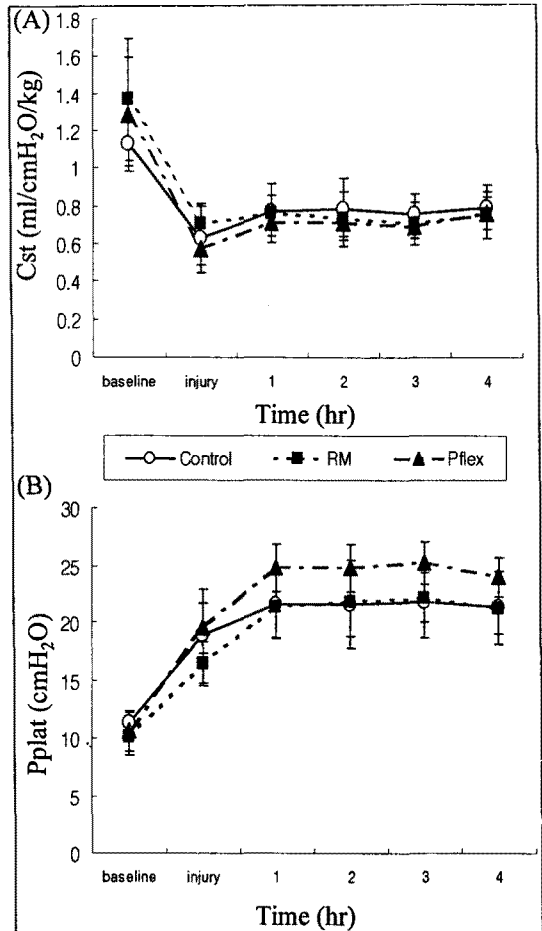 (A)
Cst (ml/cmH₂O/kg)
1.8
1.6
1.4
1.2
1
0.8
0.6
0.4
0.2
0
baseline injury 1 2 3 4
Time (hr)
Control RM Pflex
(B)
Pplat (cmH₂O)
30
25
20
15
10
5
0
baseline injury 1 2 3 4
Time (hr)